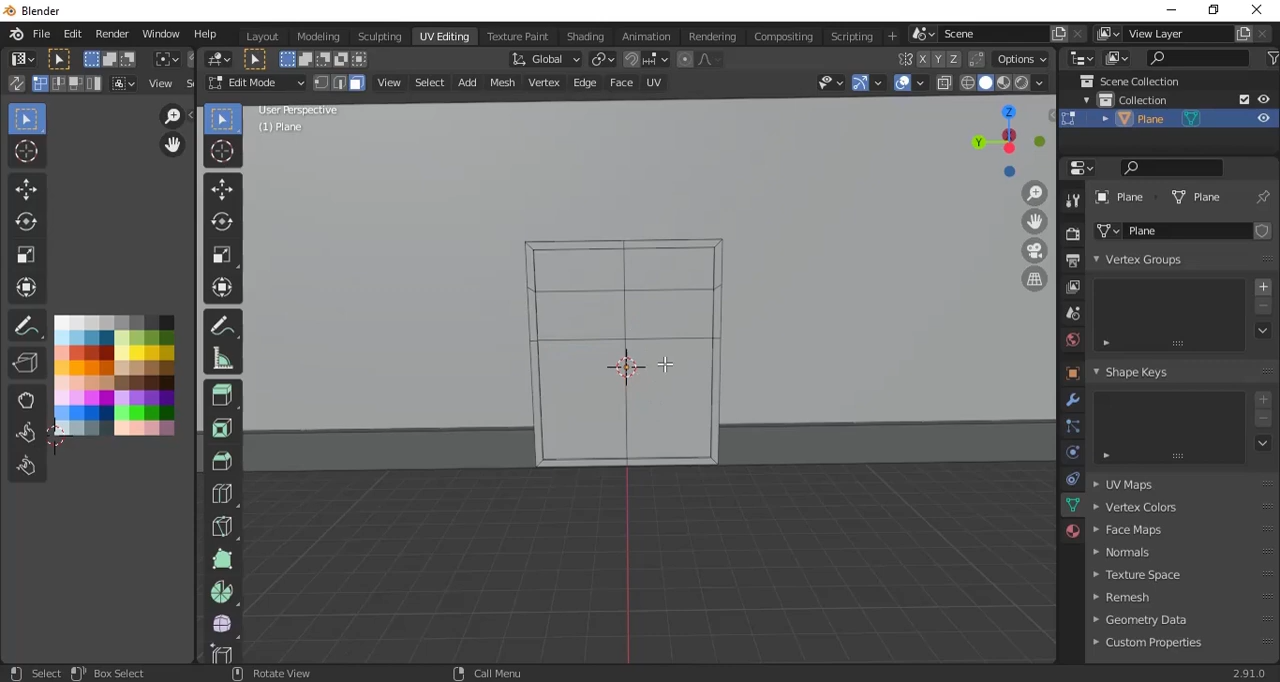 Blender
File Edit Render Window Help
Layout Modeling Sculpting UV Editing Texture Paint Shading Animation Rendering Compositing Scripting +
Scene View Layer
Global Options
Edit Mode View Select Add Mesh Vertex Edge Face UV
X Y Z
View
User Perspective
(1) Plane
Z
Y
Scene Collection
Collection
Plane
Plane Plane
Plane
Vertex Groups
Shape Keys
UV Maps
Vertex Colors
Face Maps
Normals
Texture Space
Remesh
Geometry Data
Custom Properties
Select Box Select Rotate View Call Menu 2.91.0